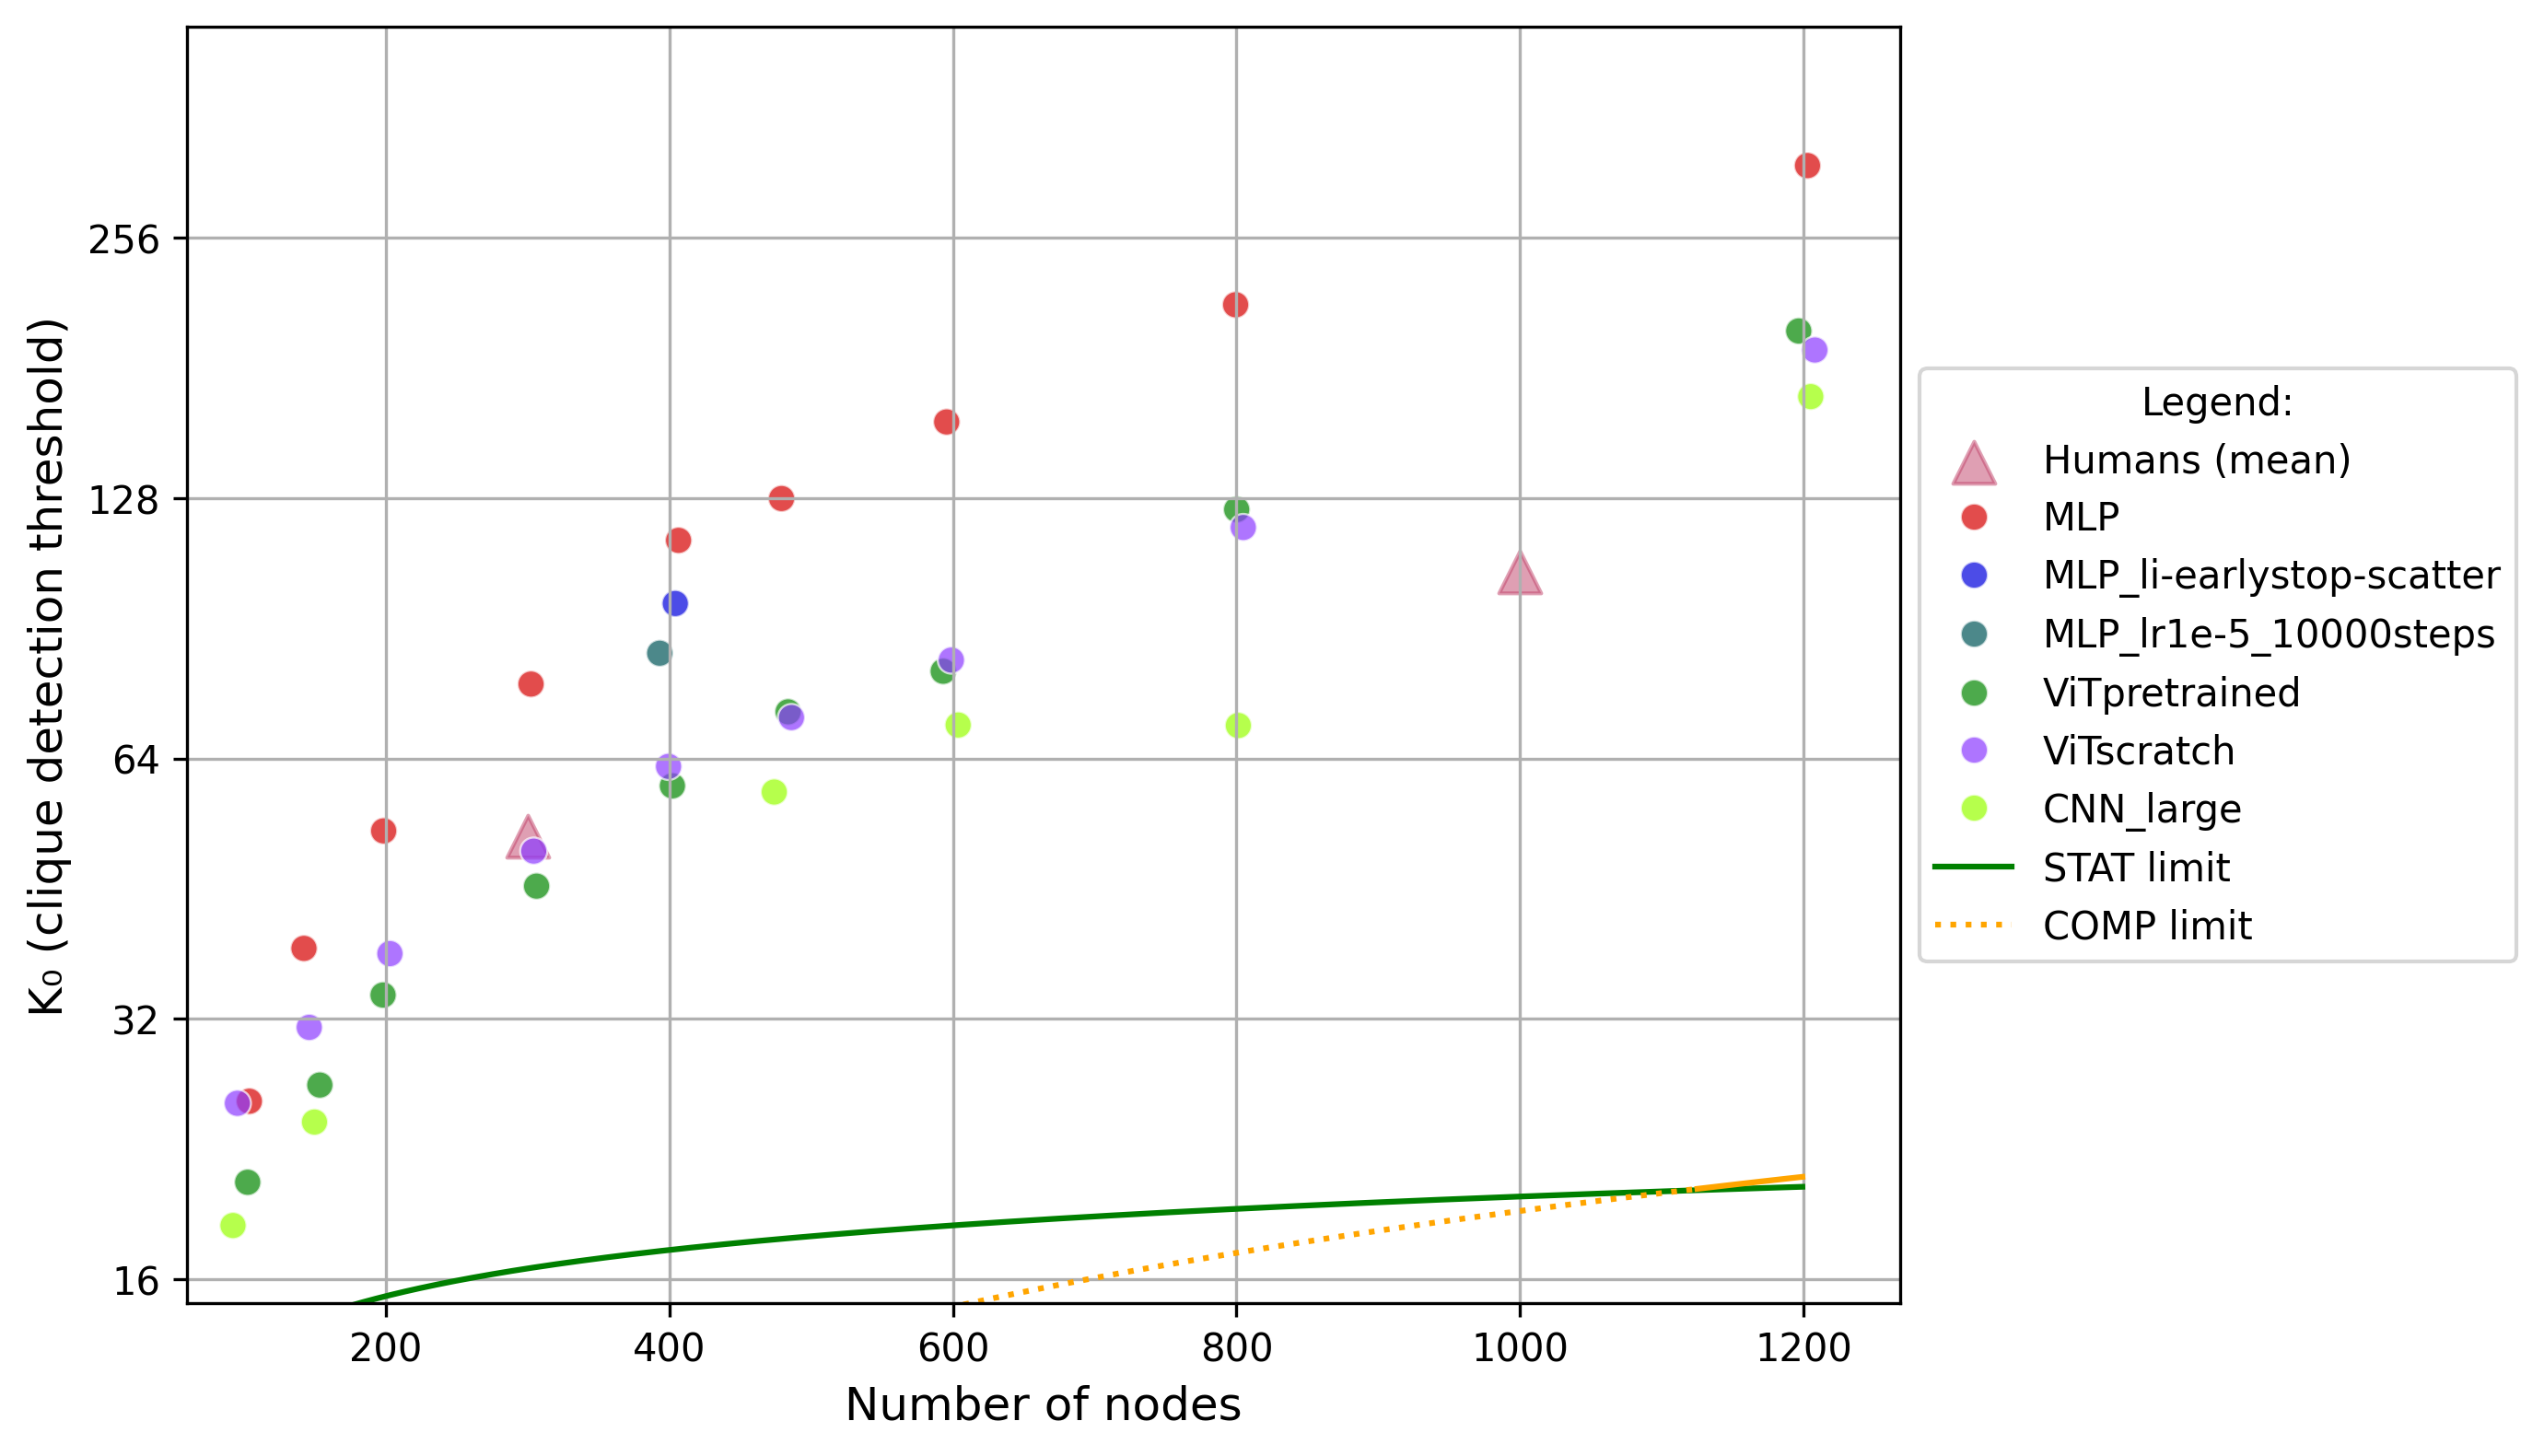 K₀ (clique detection threshold)
256
128
64
32
16
200
400
600
800
1000
1200
Number of nodes
Legend:
Humans (mean)
MLP
MLP_li-earlystop-scatter
MLP_lr1e-5_10000steps
ViTpretrained
ViTscratch
CNN_large
STAT limit
COMP limit